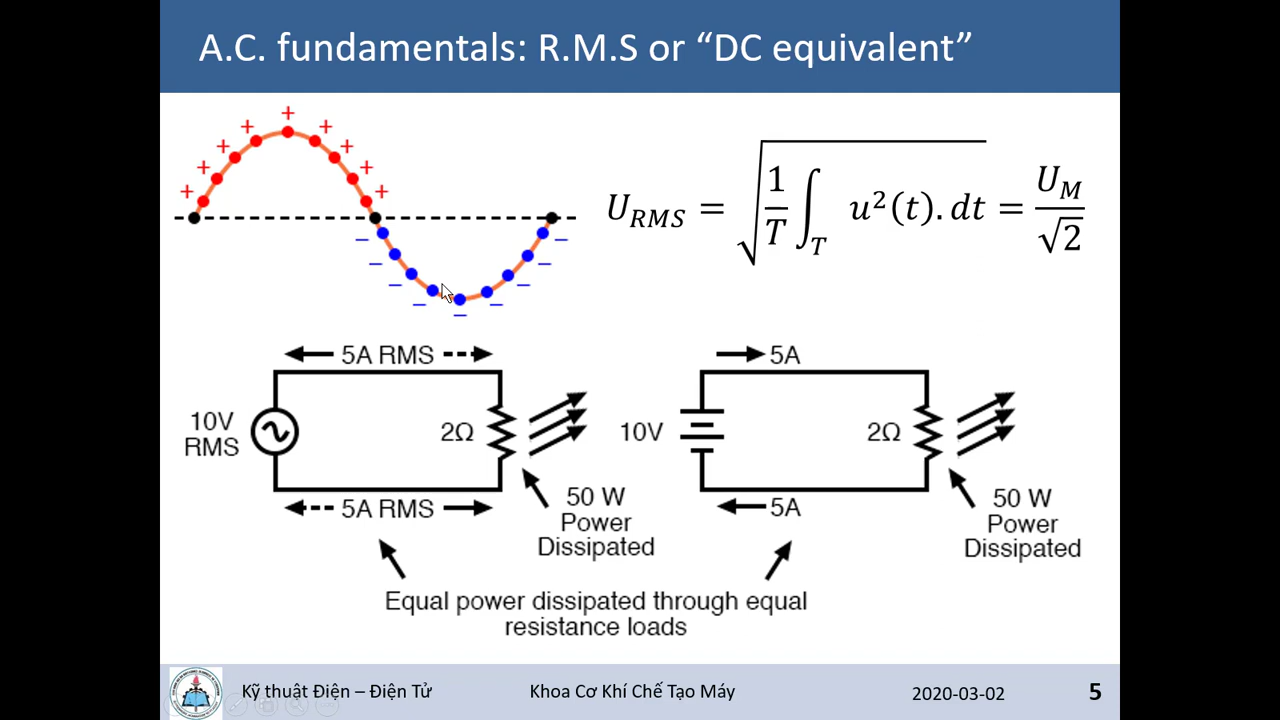 A.C. fundamentals: R.M.S or “DC equivalent”
+ + + + + + + + +
− − − − − − − − −
U_RMS = √(1/T ∫_T u²(t).dt) = U_M/√2
5A RMS
10V
RMS
2Ω
5A RMS
50 W
Power
Dissipated
5A
10V
2Ω
5A
50 W
Power
Dissipated
Equal power dissipated through equal
resistance loads
Kỹ thuật Điện – Điện Tử
Khoa Cơ Khí Chế Tạo Máy
2020-03-02
5